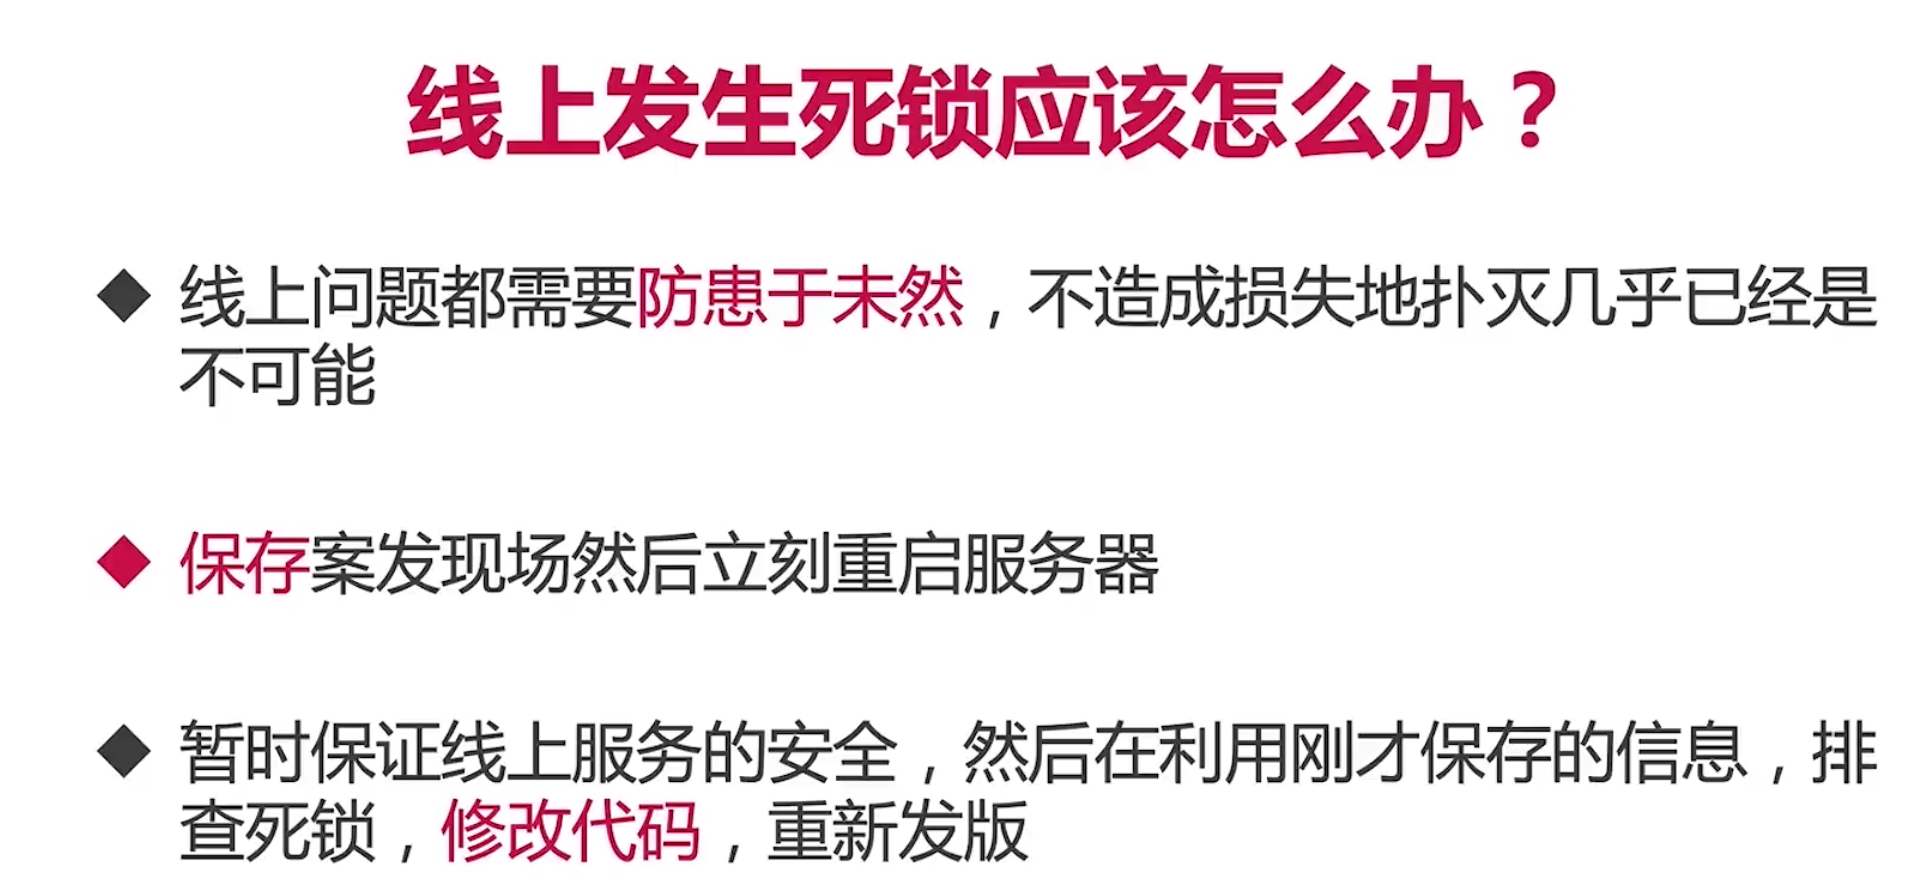 线上发生死锁应该怎么办？
线上问题都需要防患于未然，不造成损失地扑灭几乎已经是
不可能
保存案发现场然后立刻重启服务器
暂时保证线上服务的安全，然后在利用刚才保存的信息，排
查死锁，修改代码，重新发版